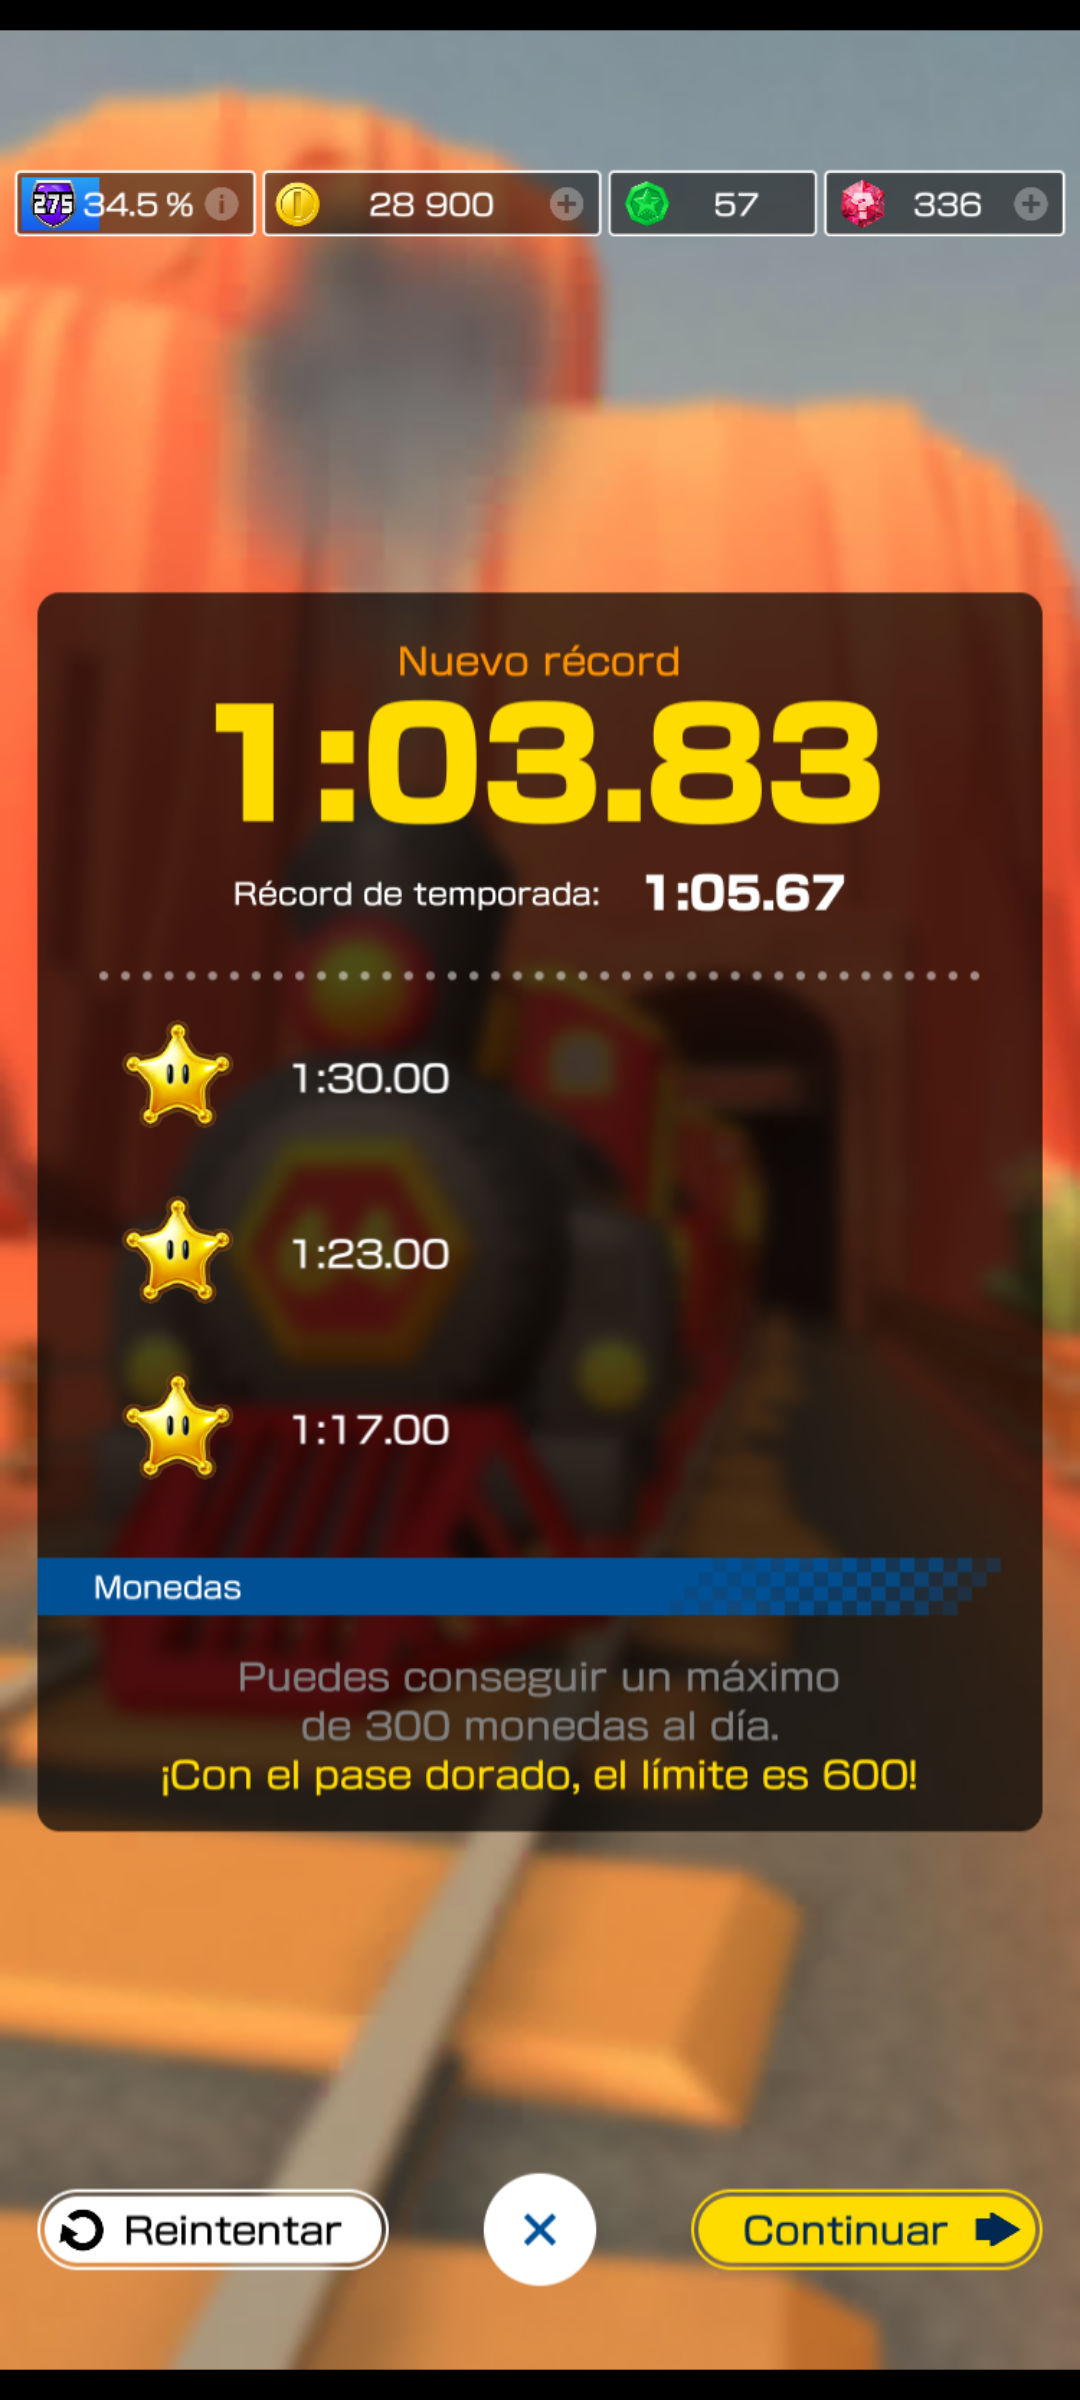 275 34.5 % i 28 900 + 57 ? 336 +
Nuevo récord
1:03.83
Récord de temporada: 1:05.67
1:30.00
1:23.00
1:17.00
Monedas
Puedes conseguir un máximo
de 300 monedas al día.
¡Con el pase dorado, el límite es 600!
Reintentar × Continuar